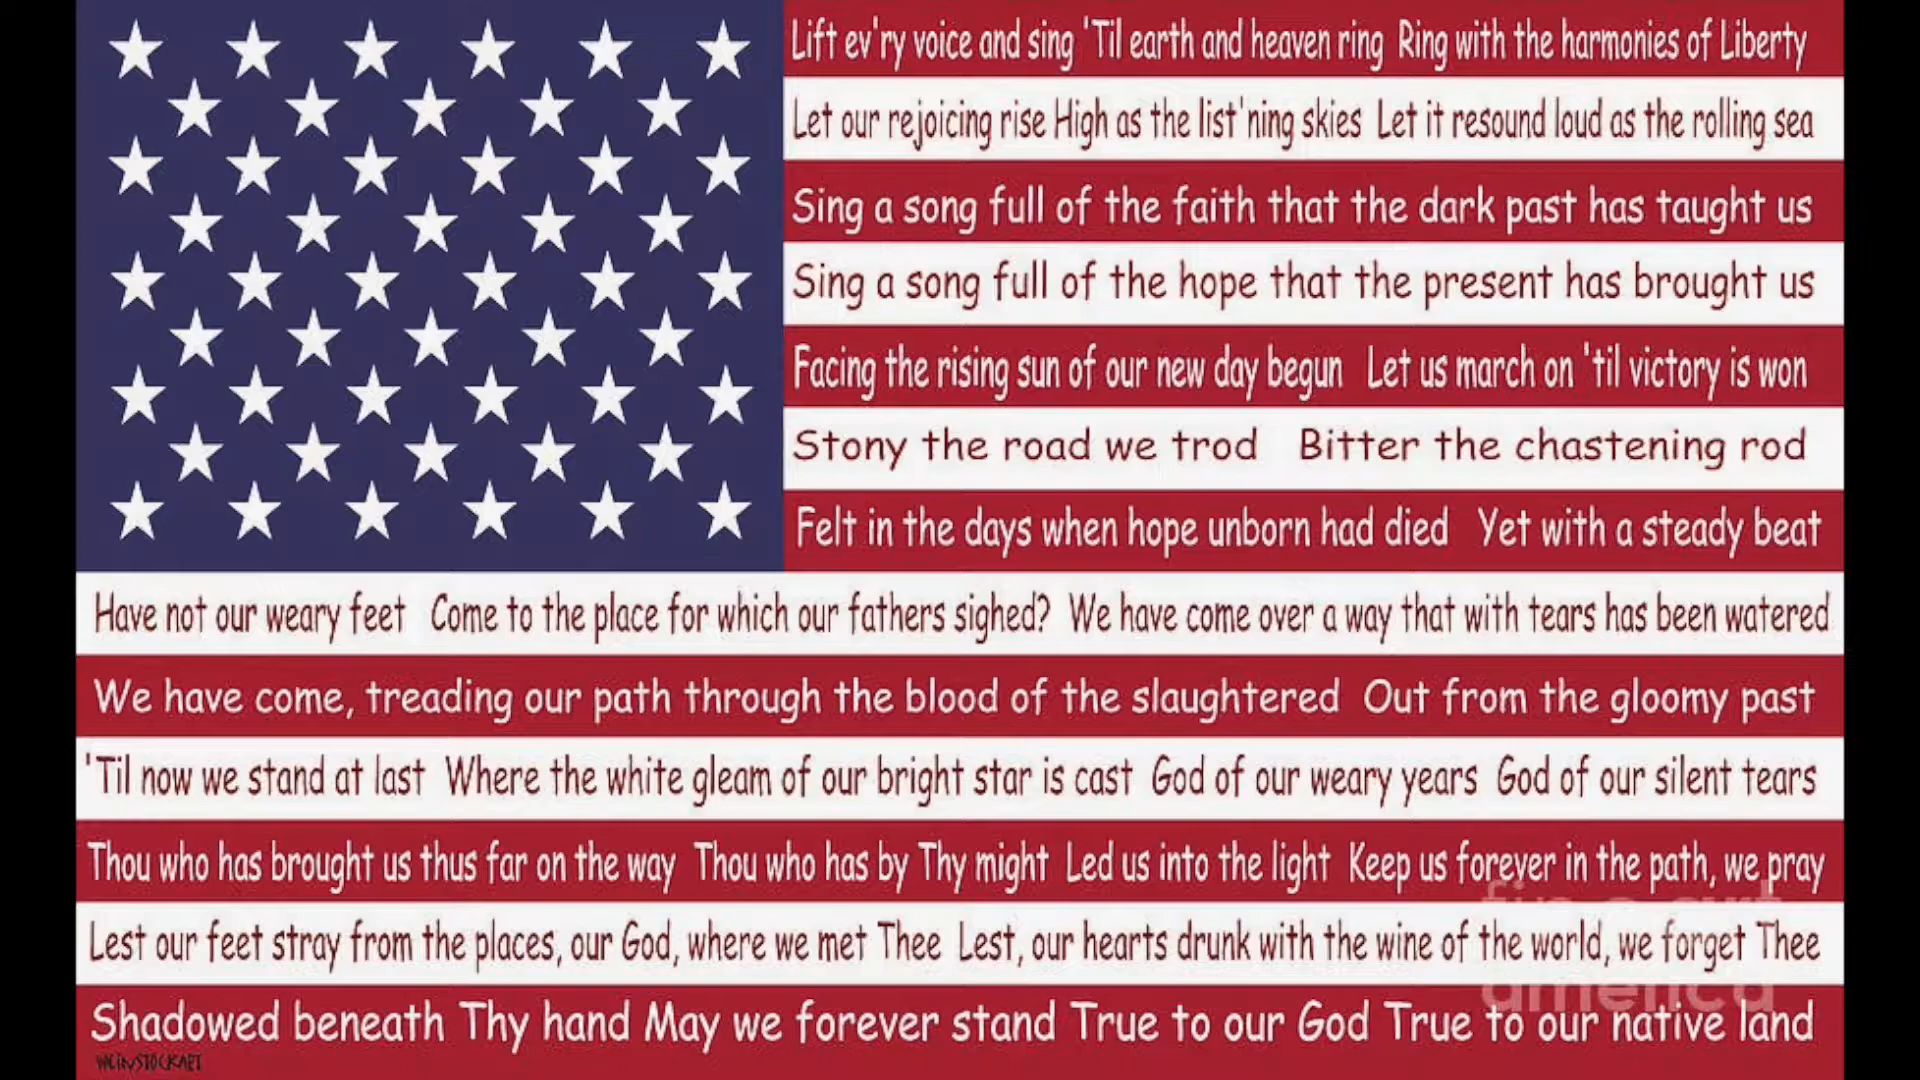 Lift ev'ry voice and sing 'Til earth and heaven ring Ring with the harmonies of Liberty
Let our rejoicing rise High as the list'ning skies Let it resound loud as the rolling sea
Sing a song full of the faith that the dark past has taught us
Sing a song full of the hope that the present has brought us
Facing the rising sun of our new day begun Let us march on 'til victory is won
Stony the road we trod Bitter the chastening rod
Felt in the days when hope unborn had died Yet with a steady beat
Have not our weary feet Come to the place for which our fathers sighed? We have come over a way that with tears has been watered
We have come, treading our path through the blood of the slaughtered Out from the gloomy past
'Til now we stand at last Where the white gleam of our bright star is cast God of our weary years God of our silent tears
Thou who has brought us thus far on the way Thou who has by Thy might Led us into the light Keep us forever in the path, we pray
Lest our feet stray from the places, our God, where we met Thee Lest, our hearts drunk with the wine of the world, we forget Thee
Shadowed beneath Thy hand May we forever stand True to our God True to our native land
WEINSTOCKART
fine art
america